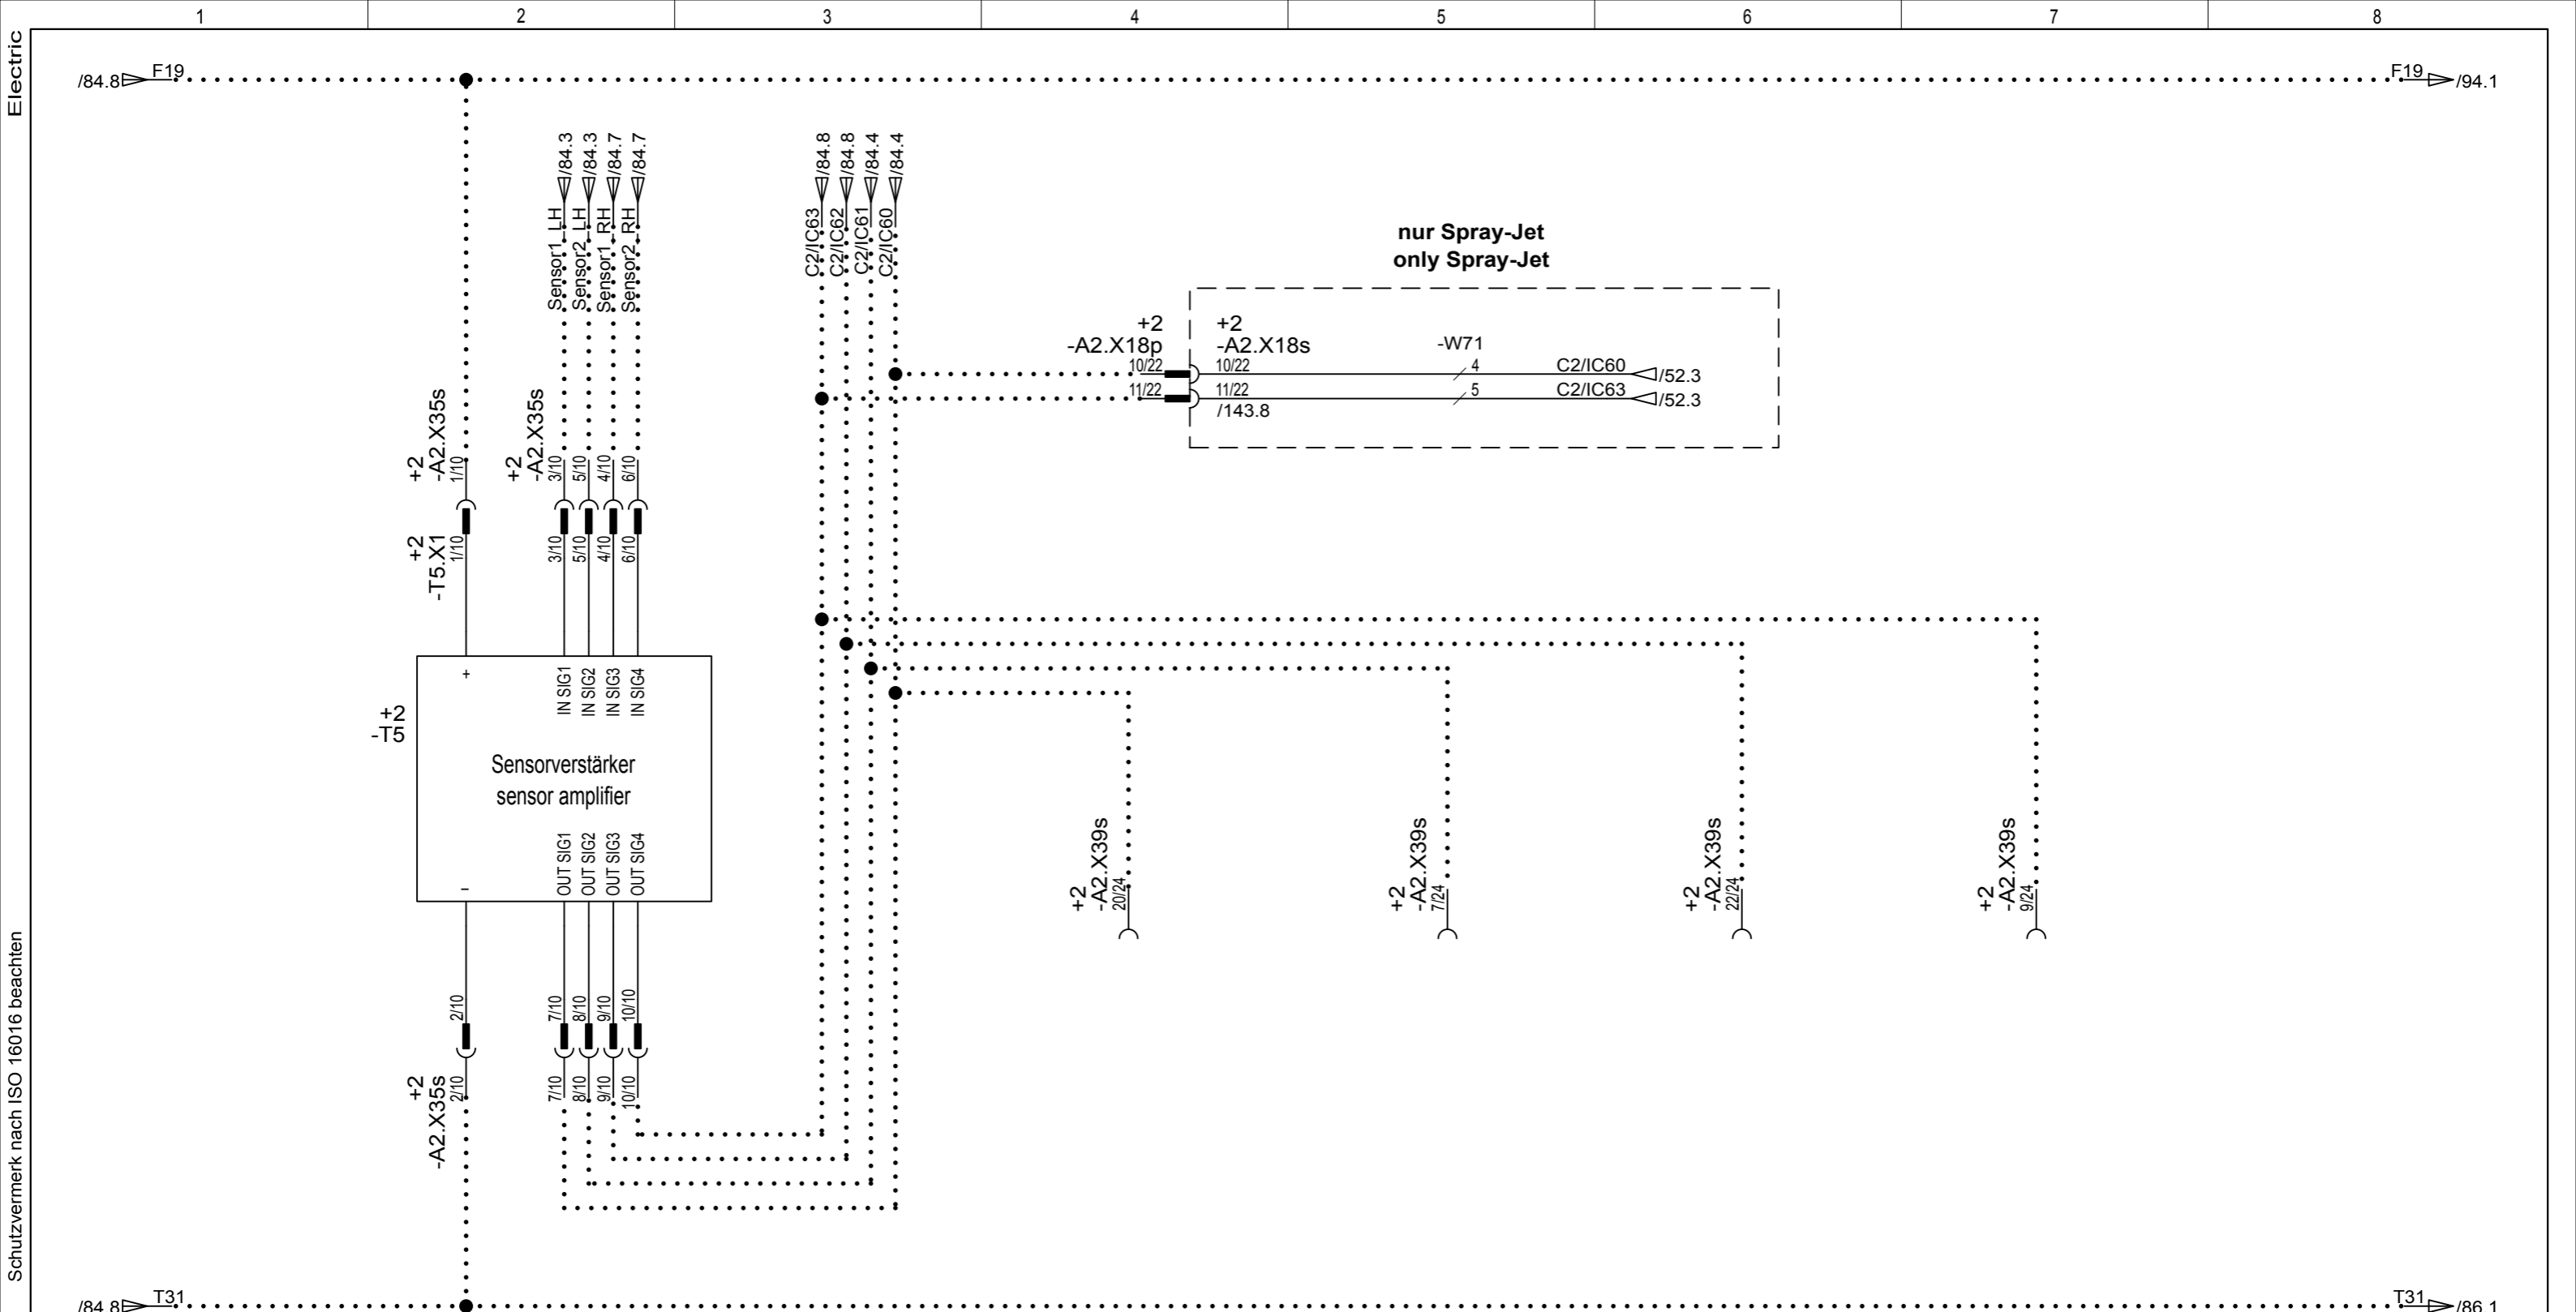 1 2 3 4 5 6 7 8
Electric
/84.8 F19
F19 /94.1
/84.3 /84.3 /84.7 /84.7
Sensor1_LH Sensor2_LH Sensor1_RH Sensor2_RH
/84.8 /84.8 /84.4 /84.4
C2/IC63 C2/IC62 C2/IC61 C2/IC60
nur Spray-Jet
only Spray-Jet
+2
-A2.X18p
10/22
11/22
+2
-A2.X18s
10/22
11/22
/143.8
-W71
4 C2/IC60 /52.3
5 C2/IC63 /52.3
+2
-A2.X35s
1/10
+2
-A2.X35s
3/10 5/10 4/10 6/10
+2
-T5.X1
1/10
3/10 5/10 4/10 6/10
+ IN SIG1 IN SIG2 IN SIG3 IN SIG4
+2
-T5
Sensorverstärker
sensor amplifier
– OUT SIG1 OUT SIG2 OUT SIG3 OUT SIG4
+2
-A2.X39s
20/24
+2
-A2.X39s
7/24
+2
-A2.X39s
22/24
+2
-A2.X39s
9/24
2/10 7/10 8/10 9/10 10/10
+2
-A2.X35s
2/10 7/10 8/10 9/10 10/10
Schutzvermerk nach ISO 16016 beachten
/84.8 T31
T31 /86.1